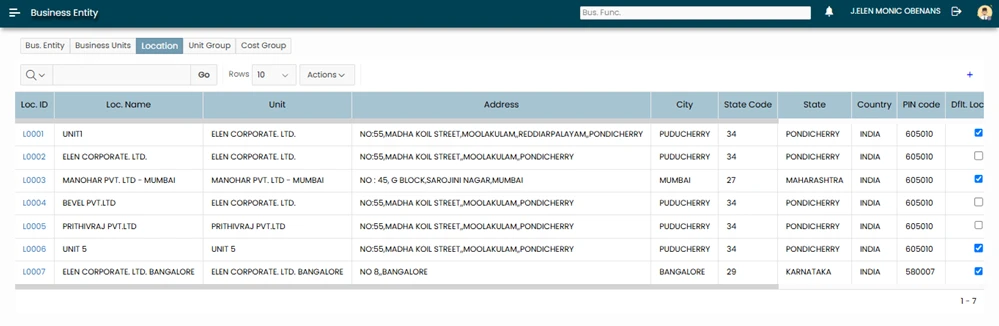 Business Entity Bus. Func. J.ELEN MONIC OBENANS
Bus. Entity Business Units Location Unit Group Cost Group
Go Rows 10 Actions +
Loc. ID Loc. Name Unit Address City State Code State Country PIN code Dflt. Loc
L0001 UNIT1 ELEN CORPORATE. LTD. NO:55,MADHA KOIL STREET,MOOLAKULAM,,REDDIARPALAYAM,,PONDICHERRY PUDUCHERRY 34 PONDICHERRY INDIA 605010
L0002 ELEN CORPORATE. LTD. ELEN CORPORATE. LTD. NO:55,MADHA KOIL STREET,,MOOLAKULAM,,PONDICHERRY PUDUCHERRY 34 PONDICHERRY INDIA 605010
L0003 MANOHAR PVT. LTD - MUMBAI MANOHAR PVT. LTD - MUMBAI NO : 45, G BLOCK,SAROJINI NAGAR,MUMBAI MUMBAI 27 MAHARASHTRA INDIA 605010
L0004 BEVEL PVT.LTD ELEN CORPORATE. LTD. NO:55,MADHA KOIL STREET,,MOOLAKULAM,,PONDICHERRY PUDUCHERRY 34 PONDICHERRY INDIA 605010
L0005 PRITHIVRAJ PVT.LTD PRITHIVRAJ PVT.LTD NO:55,MADHA KOIL STREET,,MOOLAKULAM,,PONDICHERRY PUDUCHERRY 34 PONDICHERRY INDIA 605010
L0006 UNIT 5 UNIT 5 NO:55,MADHA KOIL STREET,,MOOLAKULAM,,PONDICHERRY PUDUCHERRY 34 PONDICHERRY INDIA 605010
L0007 ELEN CORPORATE. LTD. BANGALORE ELEN CORPORATE. LTD. BANGALORE NO 8,,BANGALORE BANGALORE 29 KARNATAKA INDIA 580007
1 - 7